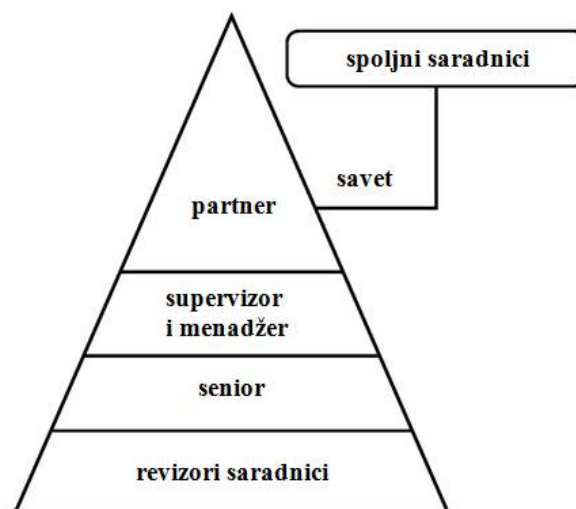 spoljni saradnici
savet
partner
supervizor
i menadžer
senior
revizori saradnici